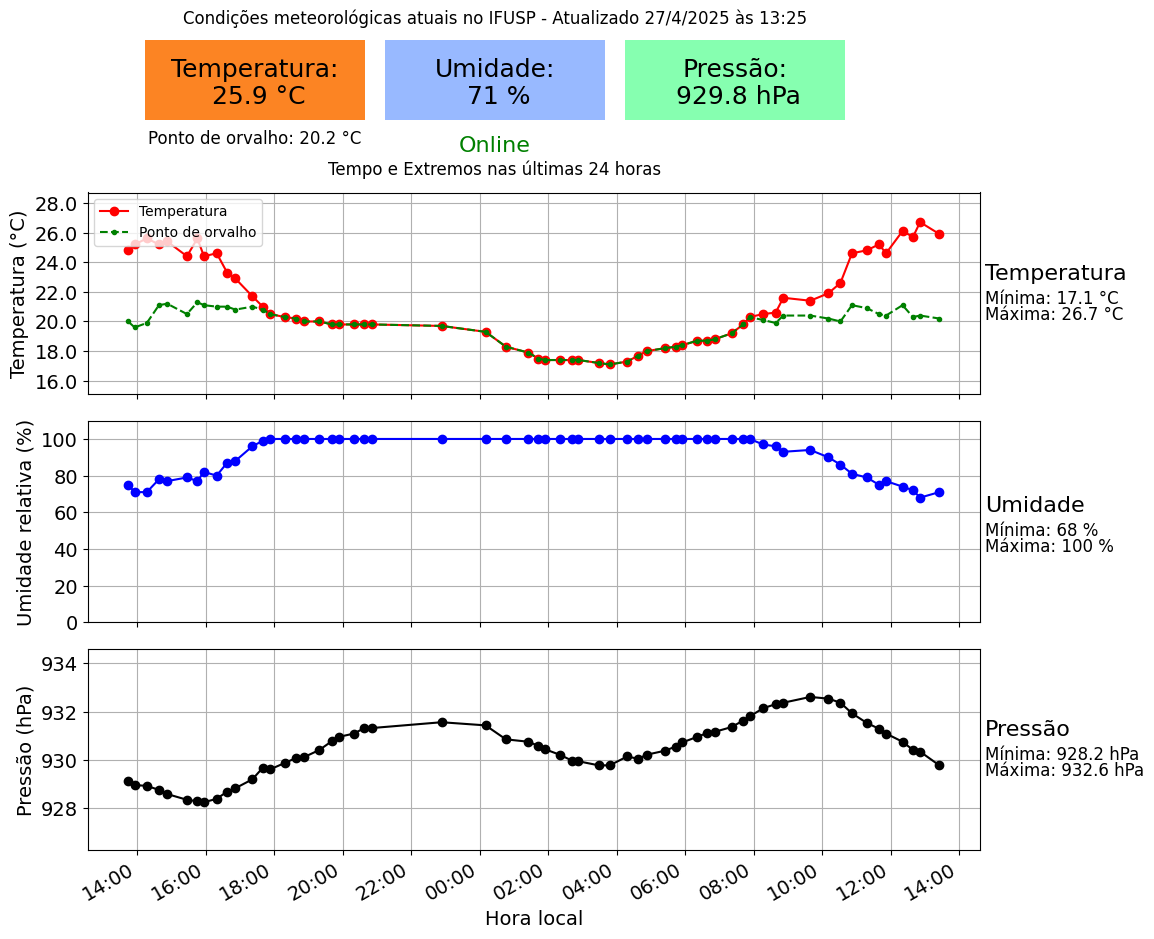 Condições meteorológicas atuais no IFUSP - Atualizado 27/4/2025 às 13:25
Temperatura:
25.9 °C
Umidade:
71 %
Pressão:
929.8 hPa
Ponto de orvalho: 20.2 °C
Online
Tempo e Extremos nas últimas 24 horas
Temperatura (°C)
28.0
26.0
24.0
22.0
20.0
18.0
16.0
Temperatura
Ponto de orvalho
Temperatura
Mínima: 17.1 °C
Máxima: 26.7 °C
Umidade relativa (%)
100
80
60
40
20
0
Umidade
Mínima: 68 %
Máxima: 100 %
Pressão (hPa)
934
932
930
928
Pressão
Mínima: 928.2 hPa
Máxima: 932.6 hPa
14:00
16:00
18:00
20:00
22:00
00:00
02:00
04:00
06:00
08:00
10:00
12:00
14:00
Hora local